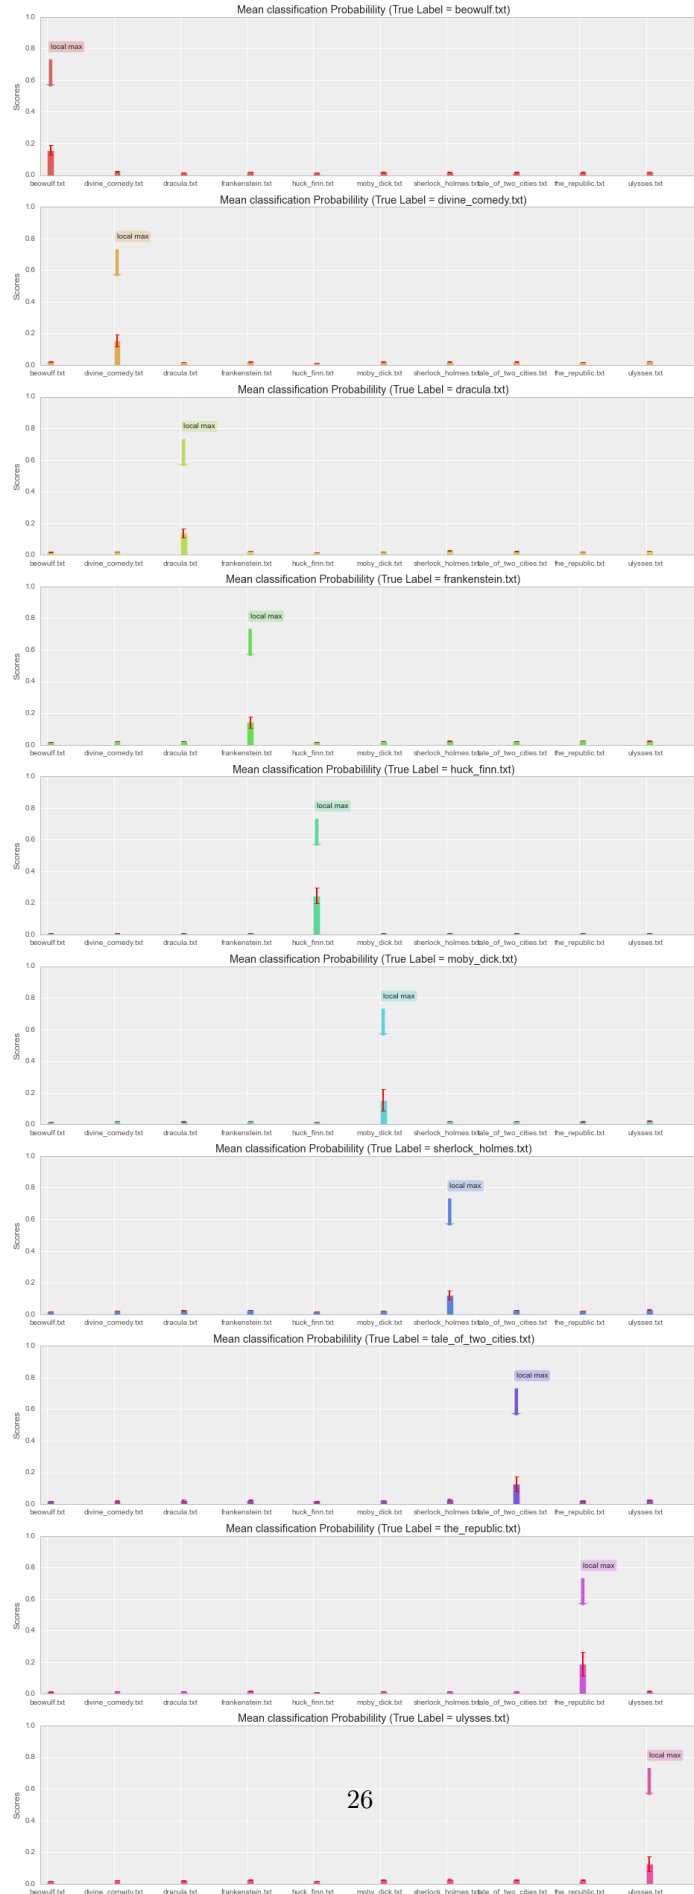 Mean classification Probabilility (True Label = beowulf.txt)
1.0
local max
0.8
0.6
Scores
0.4
0.2
0.0
beowulf.txt divine_comedy.txt dracula.txt frankenstein.txt huck_finn.txt moby_dick.txt sherlock_holmes.txt tale_of_two_cities.txt the_republic.txt ulysses.txt
Mean classification Probabilility (True Label = divine_comedy.txt)
1.0
local max
0.8
0.6
Scores
0.4
0.2
0.0
beowulf.txt divine_comedy.txt dracula.txt frankenstein.txt huck_finn.txt moby_dick.txt sherlock_holmes.txt tale_of_two_cities.txt the_republic.txt ulysses.txt
Mean classification Probabilility (True Label = dracula.txt)
1.0
local max
0.8
0.6
Scores
0.4
0.2
0.0
beowulf.txt divine_comedy.txt dracula.txt frankenstein.txt huck_finn.txt moby_dick.txt sherlock_holmes.txt tale_of_two_cities.txt the_republic.txt ulysses.txt
Mean classification Probabilility (True Label = frankenstein.txt)
1.0
local max
0.8
0.6
Scores
0.4
0.2
0.0
beowulf.txt divine_comedy.txt dracula.txt frankenstein.txt huck_finn.txt moby_dick.txt sherlock_holmes.txt tale_of_two_cities.txt the_republic.txt ulysses.txt
Mean classification Probabilility (True Label = huck_finn.txt)
1.0
local max
0.8
0.6
Scores
0.4
0.2
0.0
beowulf.txt divine_comedy.txt dracula.txt frankenstein.txt huck_finn.txt moby_dick.txt sherlock_holmes.txt tale_of_two_cities.txt the_republic.txt ulysses.txt
Mean classification Probabilility (True Label = moby_dick.txt)
1.0
local max
0.8
0.6
Scores
0.4
0.2
0.0
beowulf.txt divine_comedy.txt dracula.txt frankenstein.txt huck_finn.txt moby_dick.txt sherlock_holmes.txt tale_of_two_cities.txt the_republic.txt ulysses.txt
Mean classification Probabilility (True Label = sherlock_holmes.txt)
1.0
local max
0.8
0.6
Scores
0.4
0.2
0.0
beowulf.txt divine_comedy.txt dracula.txt frankenstein.txt huck_finn.txt moby_dick.txt sherlock_holmes.txt tale_of_two_cities.txt the_republic.txt ulysses.txt
Mean classification Probabilility (True Label = tale_of_two_cities.txt)
1.0
local max
0.8
0.6
Scores
0.4
0.2
0.0
beowulf.txt divine_comedy.txt dracula.txt frankenstein.txt huck_finn.txt moby_dick.txt sherlock_holmes.txt tale_of_two_cities.txt the_republic.txt ulysses.txt
Mean classification Probabilility (True Label = the_republic.txt)
1.0
local max
0.8
0.6
Scores
0.4
0.2
0.0
beowulf.txt divine_comedy.txt dracula.txt frankenstein.txt huck_finn.txt moby_dick.txt sherlock_holmes.txt tale_of_two_cities.txt the_republic.txt ulysses.txt
Mean classification Probabilility (True Label = ulysses.txt)
1.0
local max
0.8
0.6
Scores
26
0.4
0.2
0.0
beowulf.txt divine_comedy.txt dracula.txt frankenstein.txt huck_finn.txt moby_dick.txt sherlock_holmes.txt tale_of_two_cities.txt the_republic.txt ulysses.txt